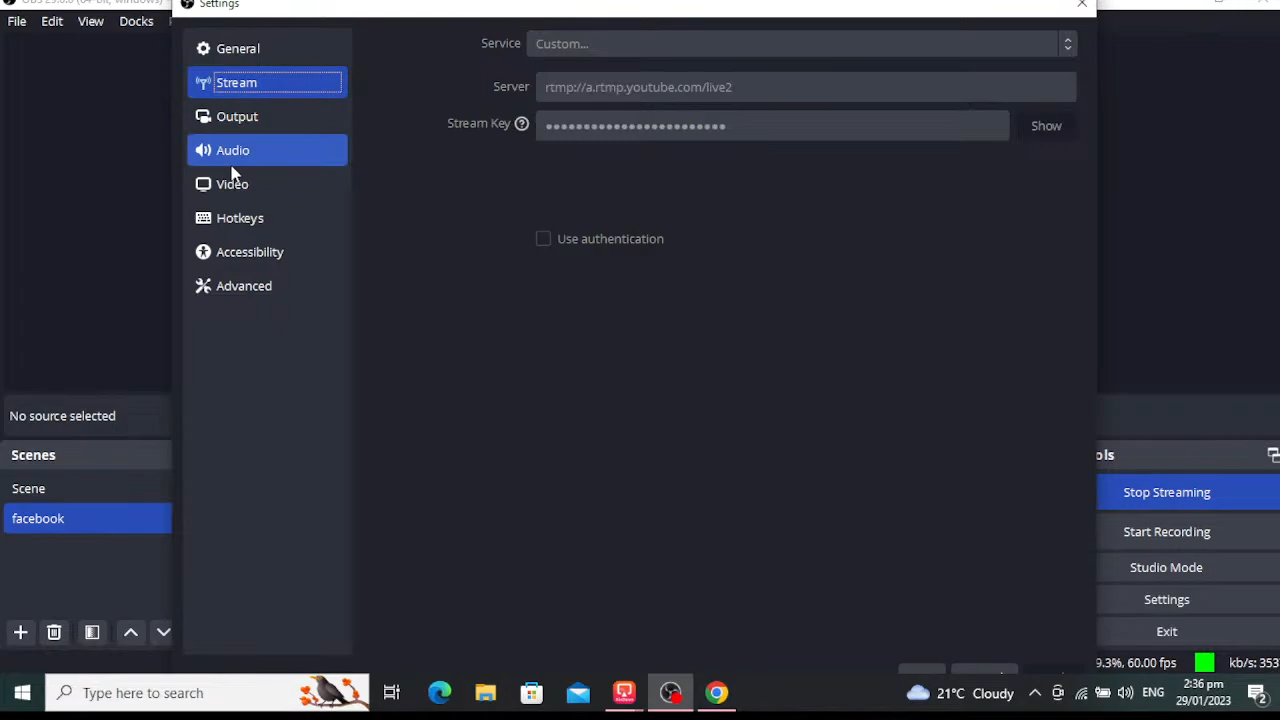 Settings
File Edit View Docks
General
Stream
Output
Audio
Video
Hotkeys
Accessibility
Advanced
Service Custom...
Server rtmp://a.rtmp.youtube.com/live2
Stream Key ? ●●●●●●●●●●●●●●●●●●●●●●●● Show
Use authentication
No source selected
Scenes
Scene
facebook
ols
Stop Streaming
Start Recording
Studio Mode
Settings
Exit
9.3%, 60.00 fps kb/s: 353
Type here to search
21°C Cloudy
ENG
2:36 pm
29/01/2023
2